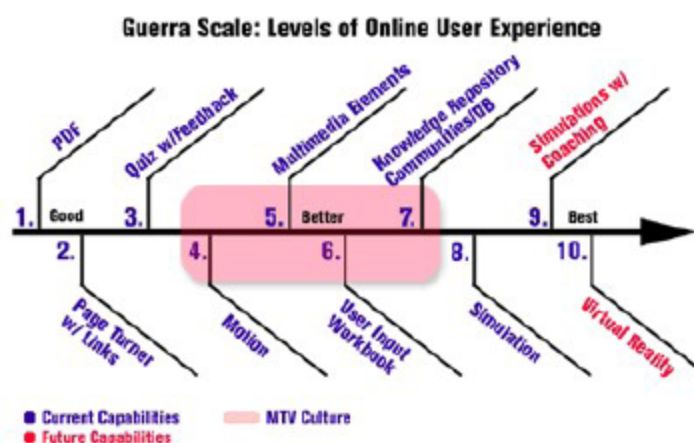 Guerra Scale: Levels of Online User Experience
PDF
Quiz w/Feedback
Multimedia Elements
Knowledge Repository
Communities/DB
Simulations w/
Coaching
1.
Good
3.
5.
Better
7.
9.
Best
2.
4.
6.
8.
10.
Page Turner
w/ Links
Motion
User Input
Workbook
Simulation
Virtual Reality
Current Capabilities
MTV Culture
Future Capabilities